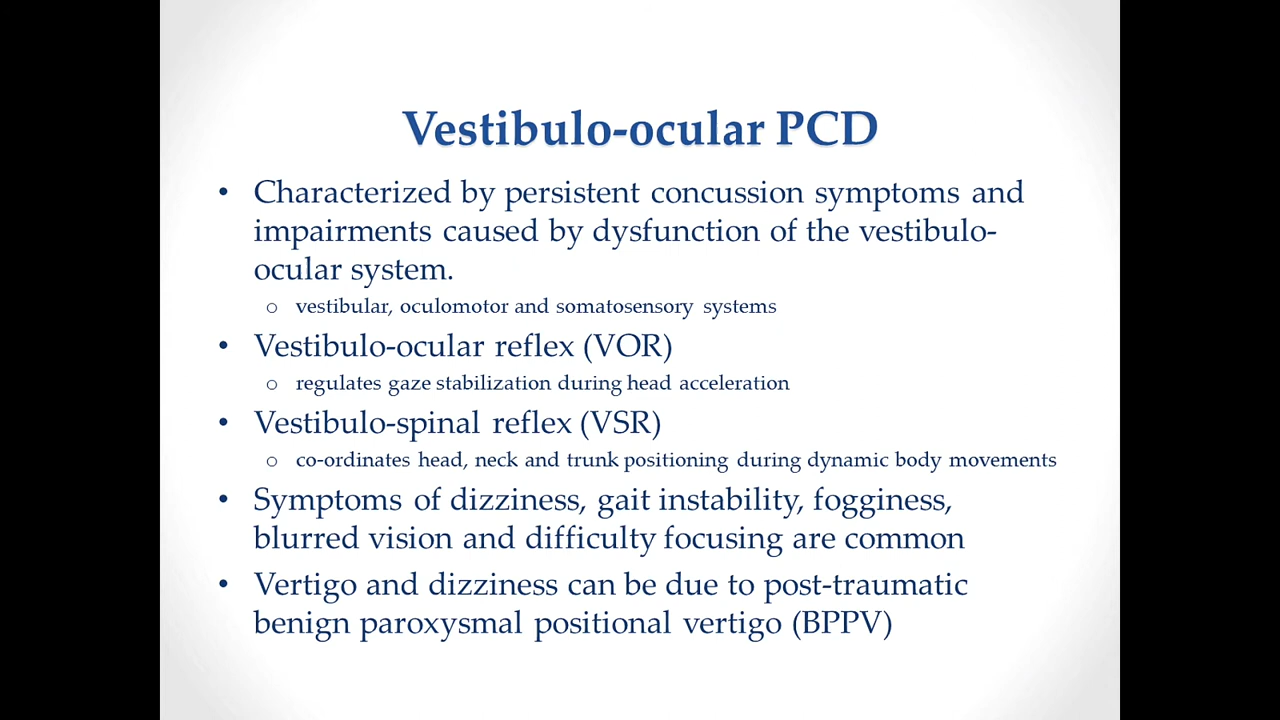 Vestibulo-ocular PCD
• Characterized by persistent concussion symptoms and
impairments caused by dysfunction of the vestibulo-
ocular system.
o vestibular, oculomotor and somatosensory systems
• Vestibulo-ocular reflex (VOR)
o regulates gaze stabilization during head acceleration
• Vestibulo-spinal reflex (VSR)
o co-ordinates head, neck and trunk positioning during dynamic body movements
• Symptoms of dizziness, gait instability, fogginess,
blurred vision and difficulty focusing are common
• Vertigo and dizziness can be due to post-traumatic
benign paroxysmal positional vertigo (BPPV)